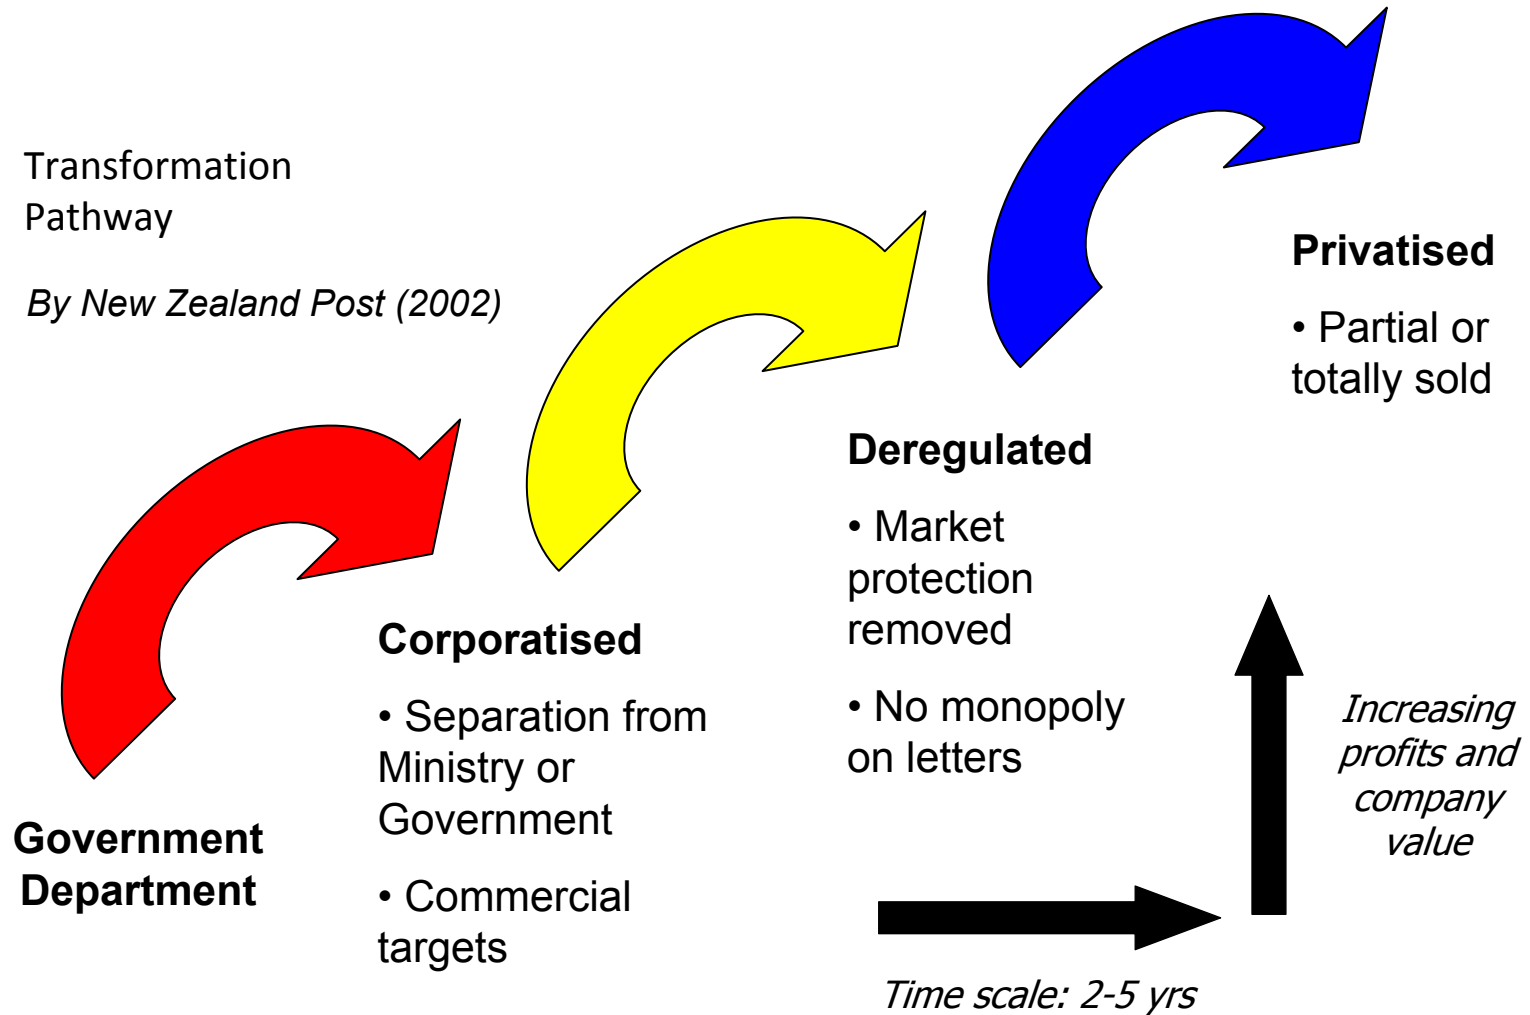 Transformation
Pathway
By New Zealand Post (2002)
Government
Department
Corporatised
• Separation from
Ministry or
Government
• Commercial
targets
Deregulated
• Market
protection
removed
• No monopoly
on letters
Privatised
• Partial or
totally sold
Increasing
profits and
company
value
Time scale: 2-5 yrs